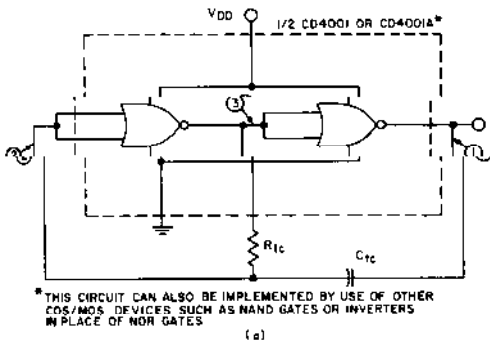 VDD
1/2 CD4001 OR CD4001A*
3
2
1
Rtc
Ctc
*THIS CIRCUIT CAN ALSO BE IMPLEMENTED BY USE OF OTHER
COS/MOS DEVICES SUCH AS NAND GATES OR INVERTERS
IN PLACE OF NOR GATES
(a)